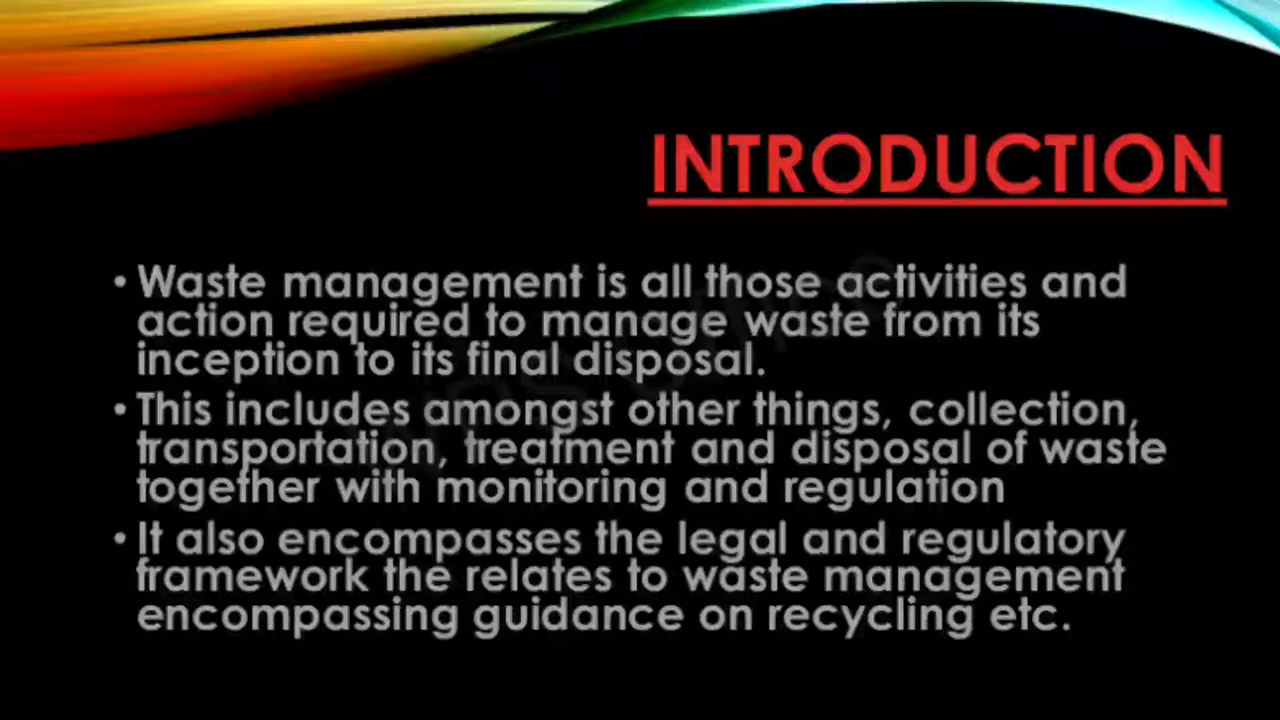 INTRODUCTION
• Waste management is all those activities and
action required to manage waste from its
inception to its final disposal.
• This includes amongst other things, collection,
transportation, treatment and disposal of waste
together with monitoring and regulation
• It also encompasses the legal and regulatory
framework the relates to waste management
encompassing guidance on recycling etc.